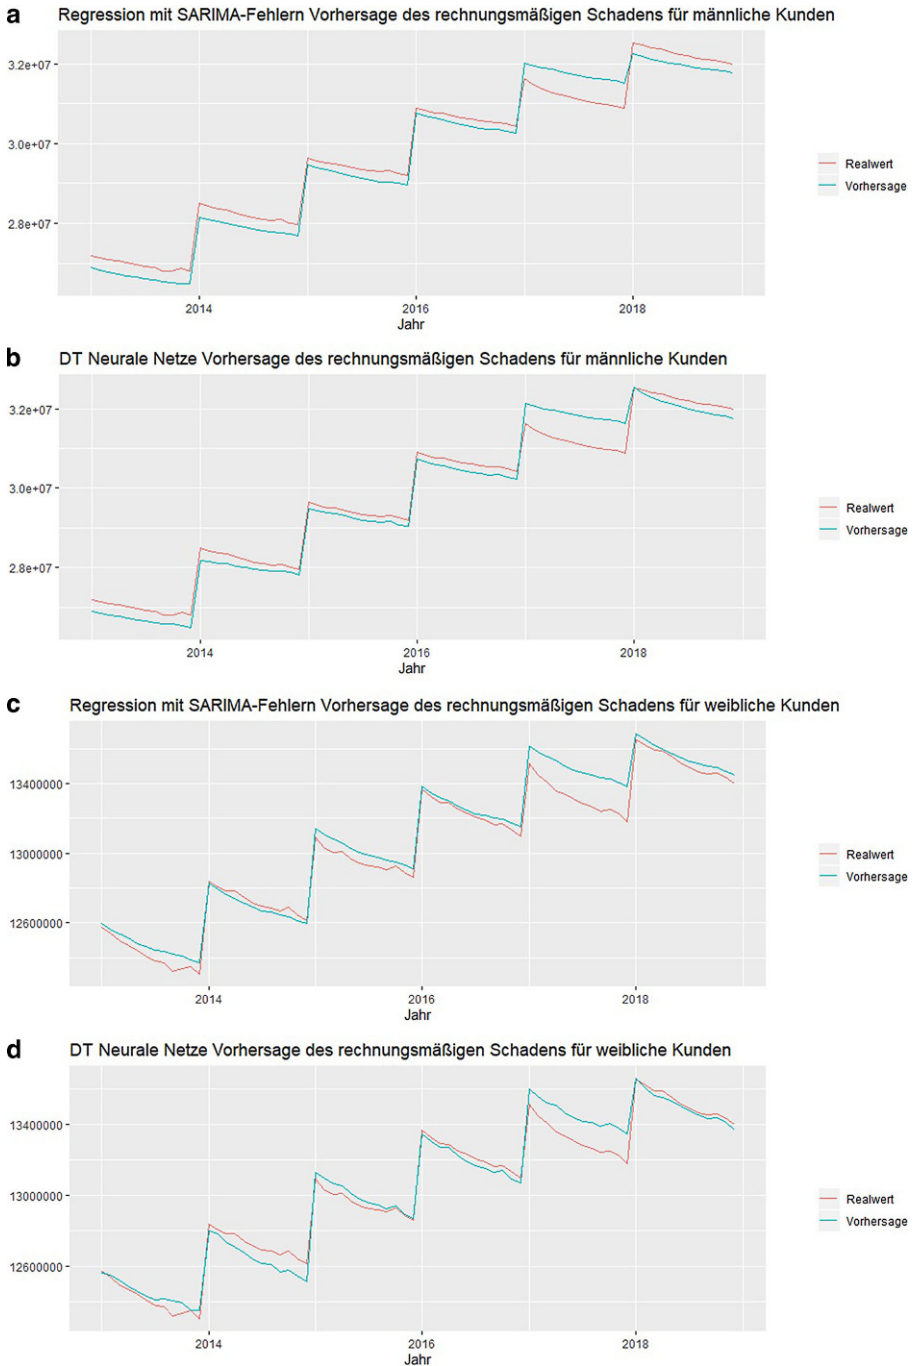 a Regression mit SARIMA-Fehlern Vorhersage des rechnungsmäßigen Schadens für männliche Kunden
3.2e+07
3.0e+07
2.8e+07
2014 2016 2018
Jahr
Realwert
Vorhersage
b DT Neurale Netze Vorhersage des rechnungsmäßigen Schadens für männliche Kunden
3.2e+07
3.0e+07
2.8e+07
2014 2016 2018
Jahr
Realwert
Vorhersage
c Regression mit SARIMA-Fehlern Vorhersage des rechnungsmäßigen Schadens für weibliche Kunden
13400000
13000000
12600000
2014 2016 2018
Jahr
Realwert
Vorhersage
d DT Neurale Netze Vorhersage des rechnungsmäßigen Schadens für weibliche Kunden
13400000
13000000
12600000
2014 2016 2018
Jahr
Realwert
Vorhersage